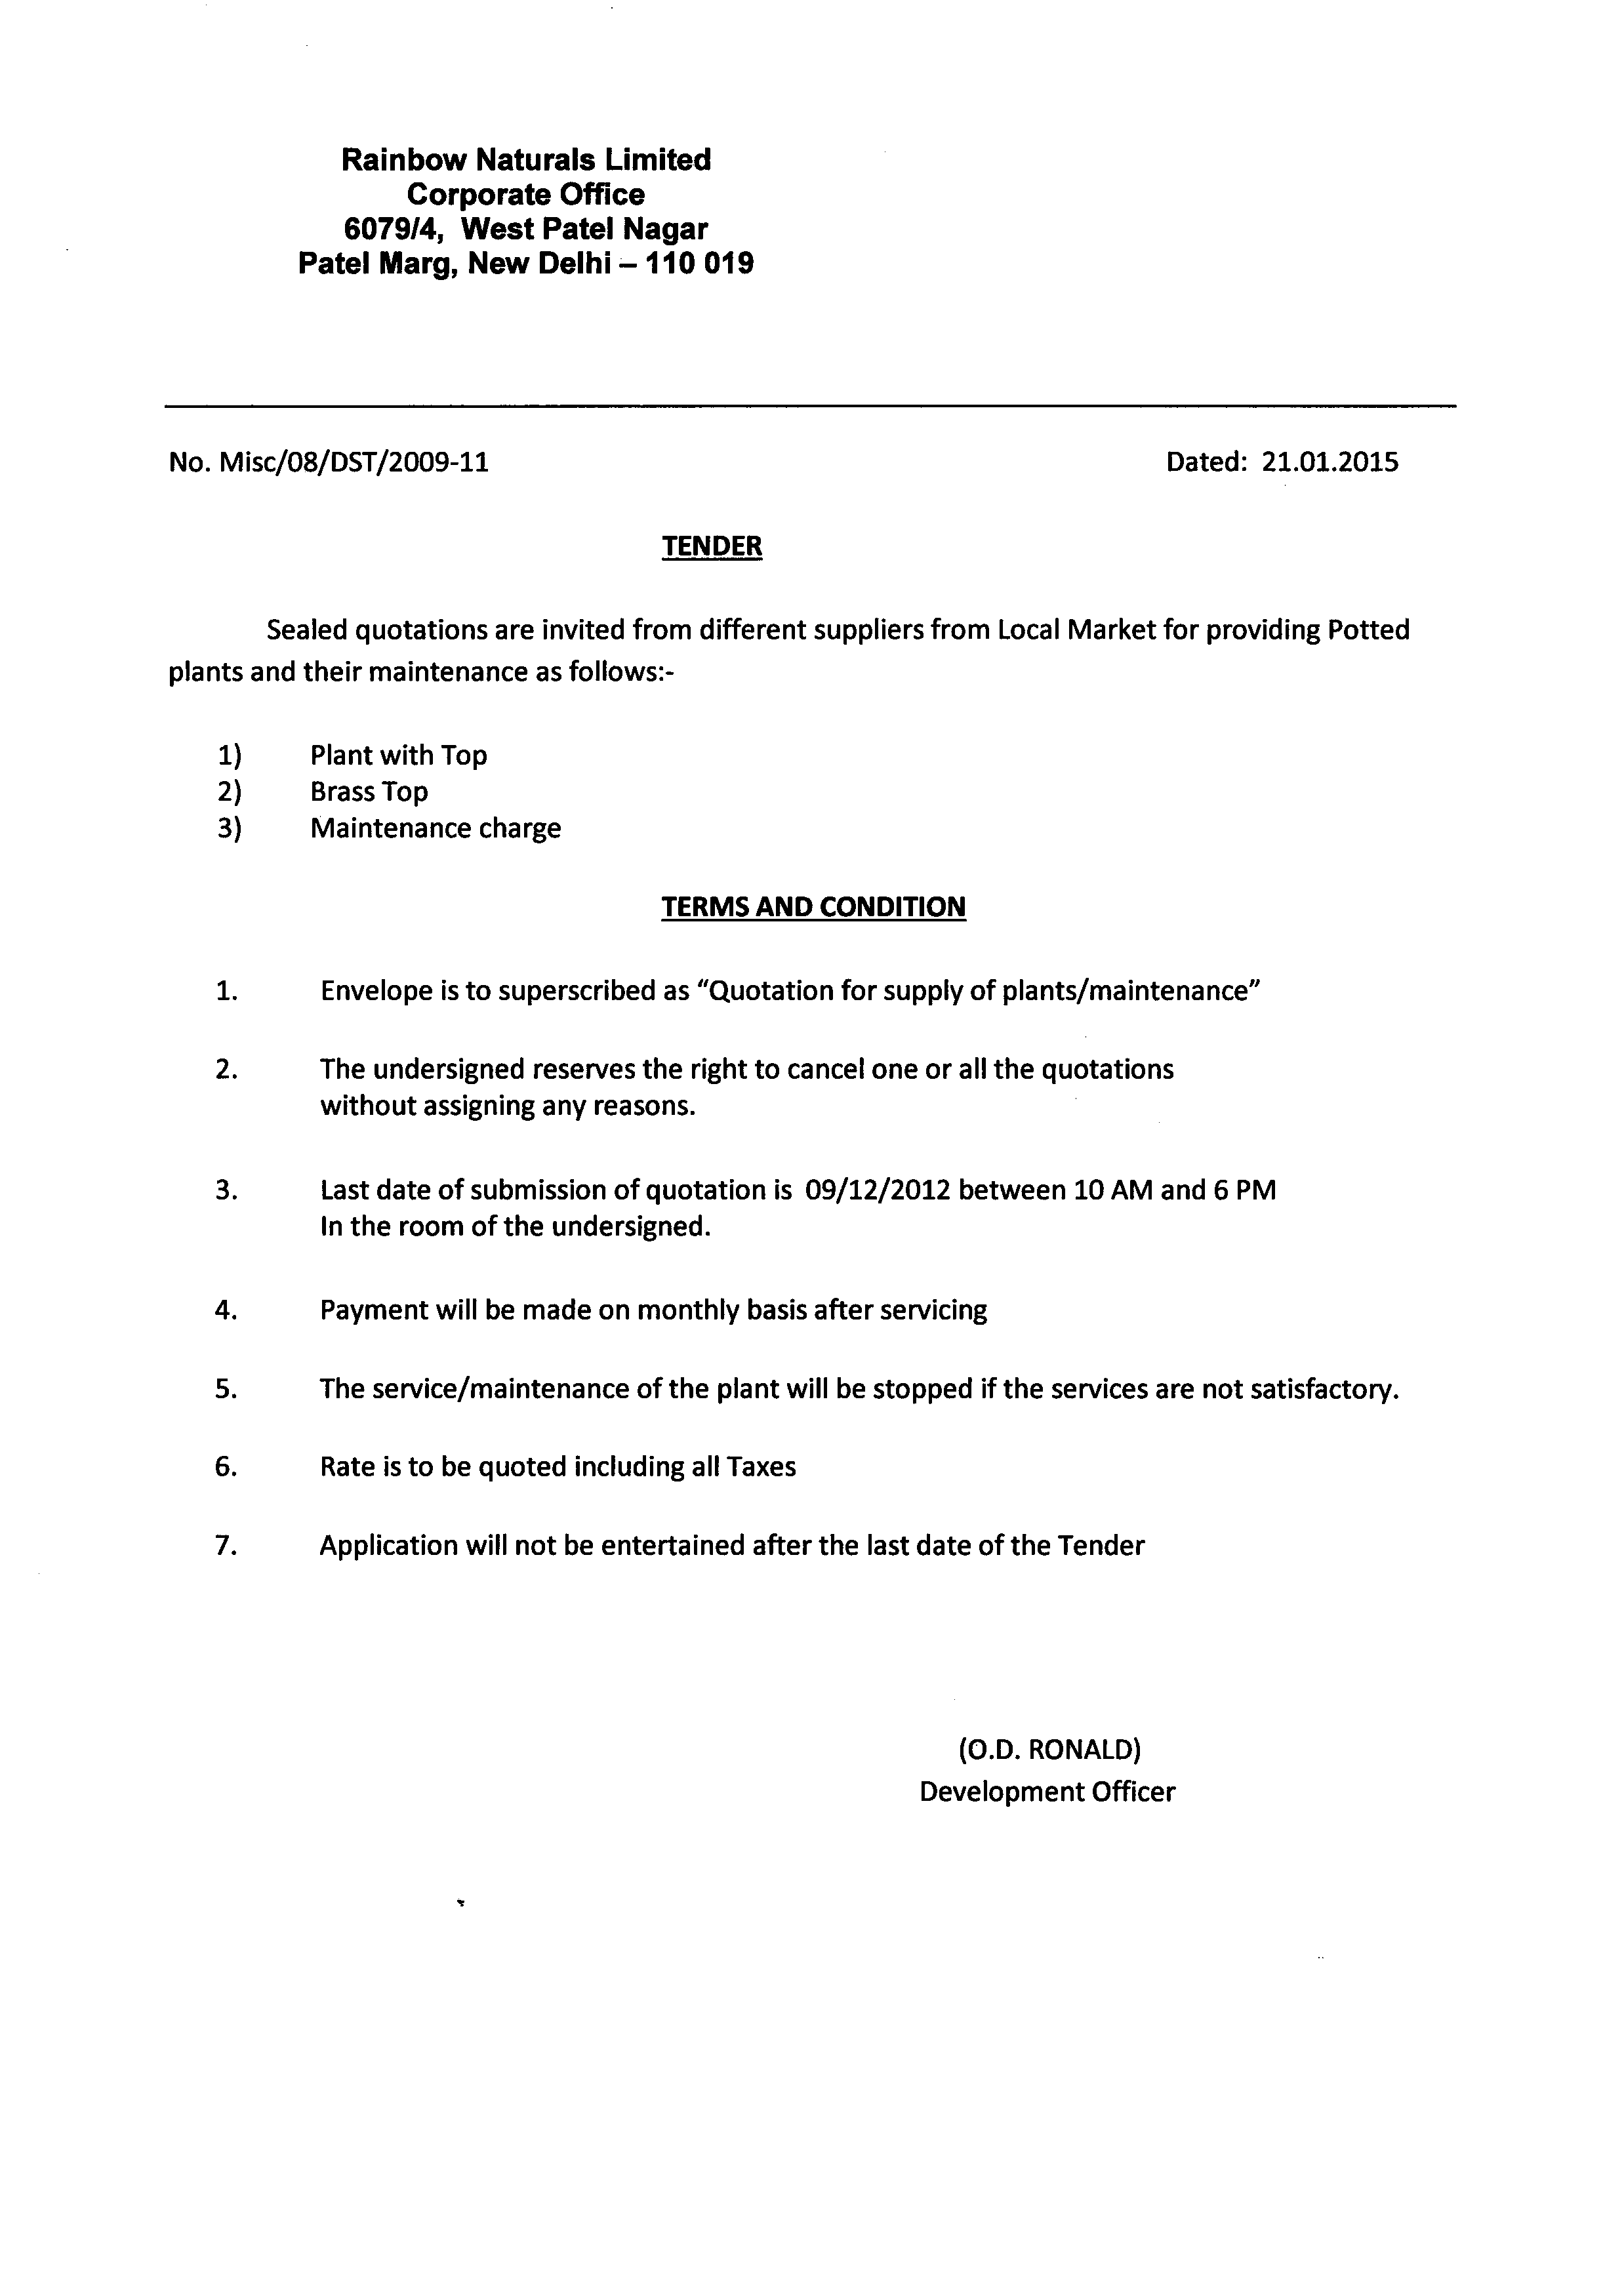 Rainbow Naturals Limited
Corporate Office
6079/4, West Patel Nagar
Patel Marg, New Delhi – 110 019
No. Misc/08/DST/2009-11 Dated: 21.01.2015
TENDER
Sealed quotations are invited from different suppliers from Local Market for providing Potted
plants and their maintenance as follows:-
1) Plant with Top
2) Brass Top
3) Maintenance charge
TERMS AND CONDITION
1. Envelope is to superscribed as “Quotation for supply of plants/maintenance”
2. The undersigned reserves the right to cancel one or all the quotations
without assigning any reasons.
3. Last date of submission of quotation is 09/12/2012 between 10 AM and 6 PM
In the room of the undersigned.
4. Payment will be made on monthly basis after servicing
5. The service/maintenance of the plant will be stopped if the services are not satisfactory.
6. Rate is to be quoted including all Taxes
7. Application will not be entertained after the last date of the Tender
(O.D. RONALD)
Development Officer